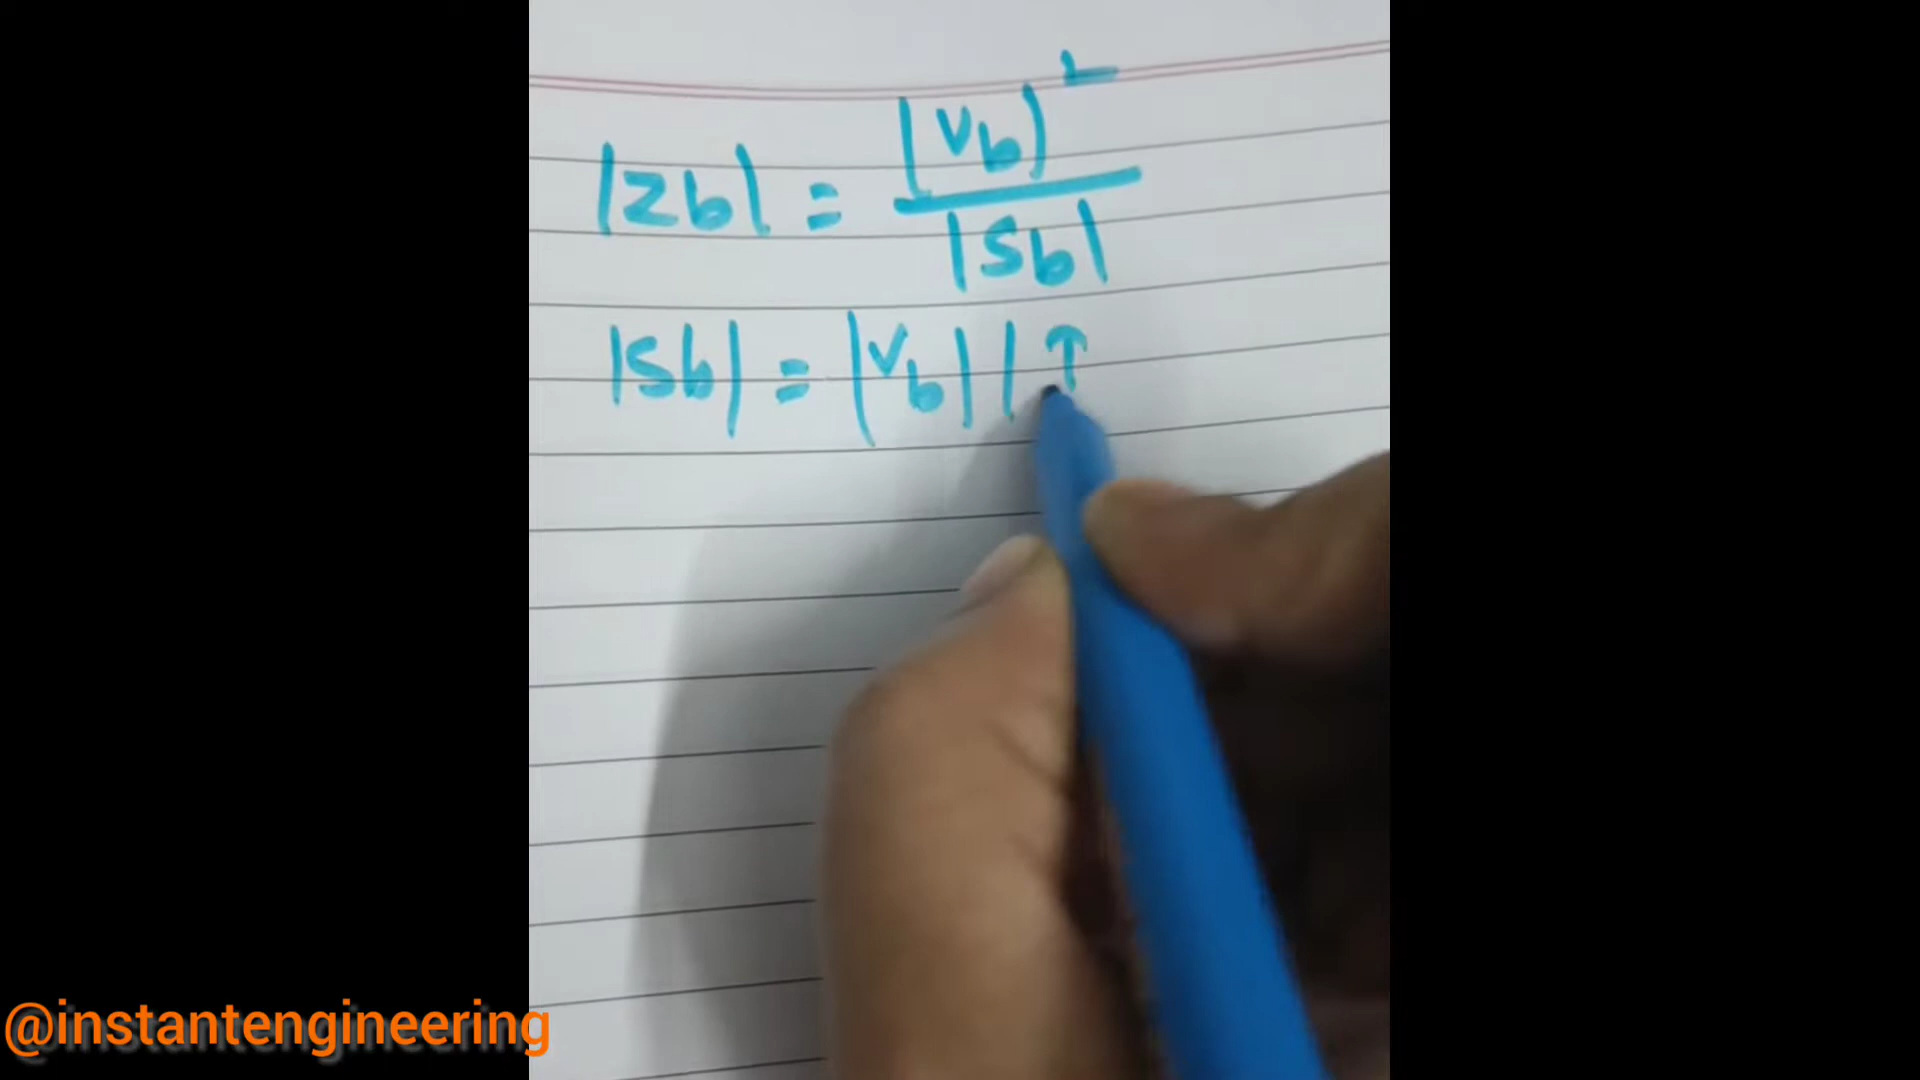 |Zb| = |Vb|²
|Sb|
|Sb| = |Vb| |
@instantengineering